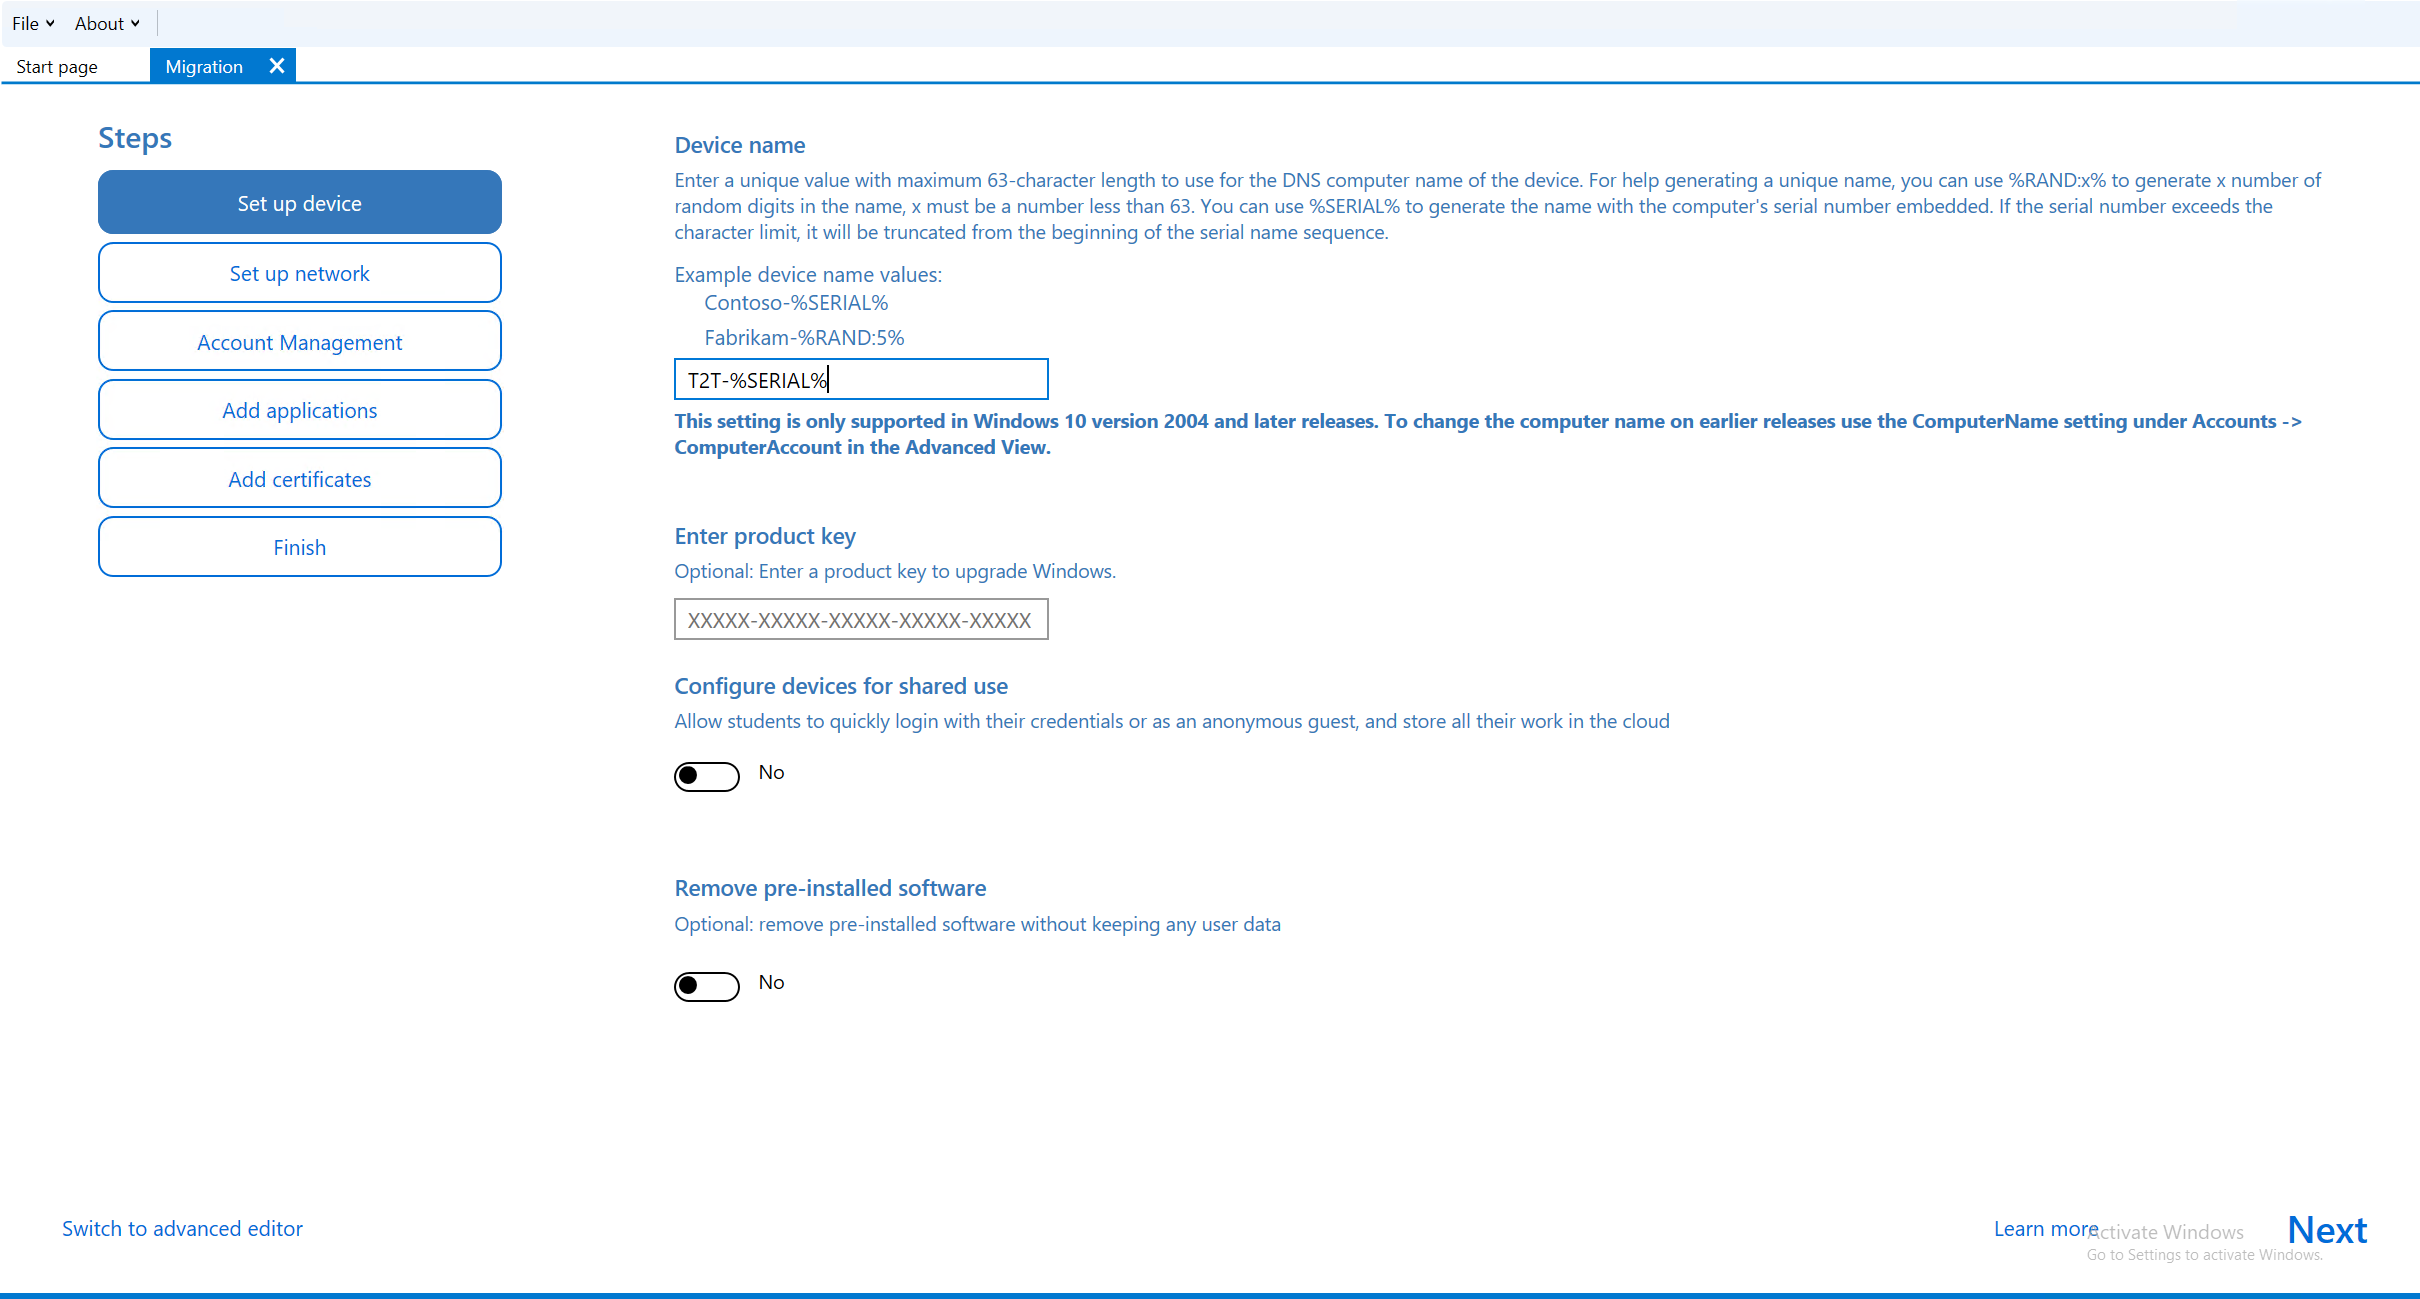 File
About
Start page
Migration
Steps
Set up device
Set up network
Account Management
Add applications
Add certificates
Finish
Device name
Enter a unique value with maximum 63-character length to use for the DNS computer name of the device. For help generating a unique name, you can use %RAND:x% to generate x number of
random digits in the name, x must be a number less than 63. You can use %SERIAL% to generate the name with the computer's serial number embedded. If the serial number exceeds the
character limit, it will be truncated from the beginning of the serial name sequence.
Example device name values:
Contoso-%SERIAL%
Fabrikam-%RAND:5%
T2T-%SERIAL%
This setting is only supported in Windows 10 version 2004 and later releases. To change the computer name on earlier releases use the ComputerName setting under Accounts ->
ComputerAccount in the Advanced View.
Enter product key
Optional: Enter a product key to upgrade Windows.
XXXXX-XXXXX-XXXXX-XXXXX-XXXXX
Configure devices for shared use
Allow students to quickly login with their credentials or as an anonymous guest, and store all their work in the cloud
No
Remove pre-installed software
Optional: remove pre-installed software without keeping any user data
No
Switch to advanced editor
Learn more
Activate Windows
Go to Settings to activate Windows.
Next